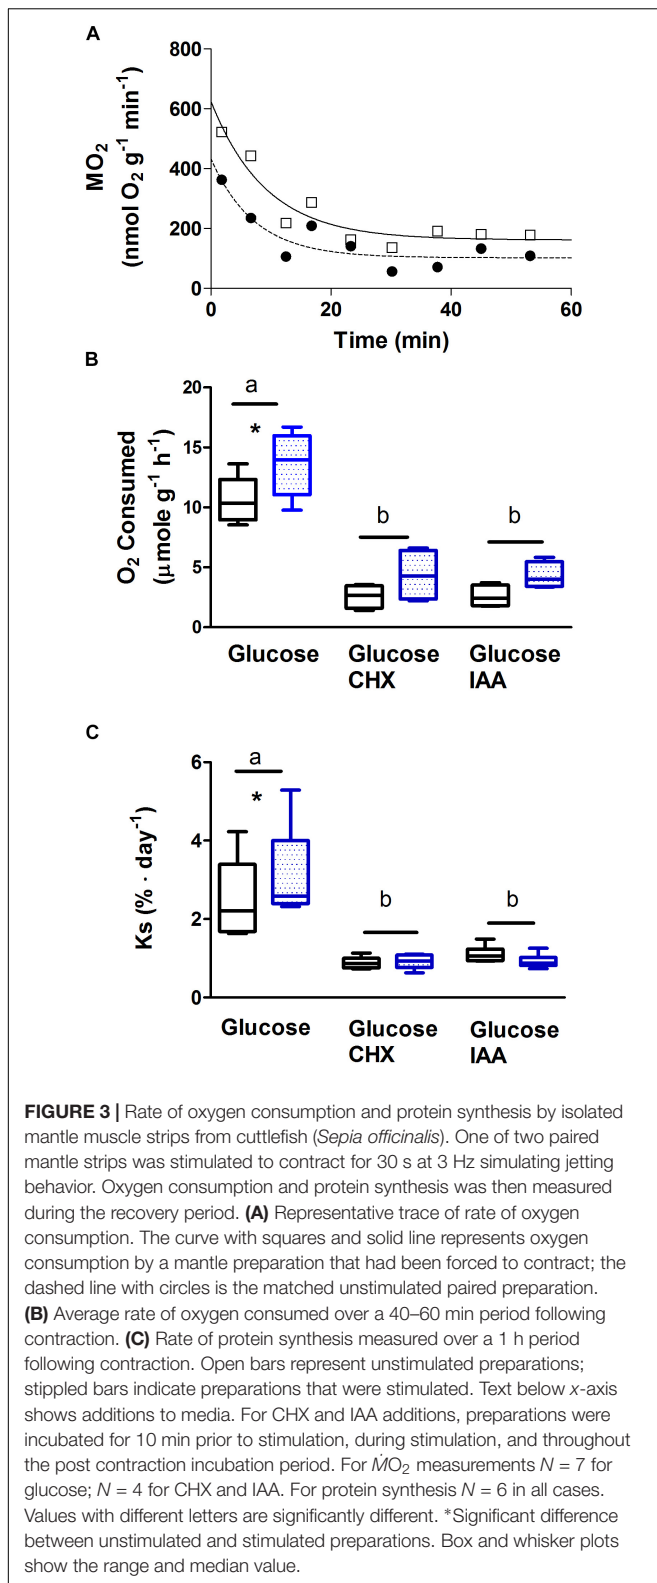 A
800
600
400
200
0
MO2
(nmol O2 g-1 min-1)
0 20 40 60
Time (min)
B
20
15
10
5
0
O2 Consumed
(μ mole g-1 h-1)
a
*
b
b
Glucose Glucose Glucose
CHX IAA
C
6
4
2
0
Ks (% · day-1)
a
*
b
b
Glucose Glucose Glucose
CHX IAA
FIGURE 3 | Rate of oxygen consumption and protein synthesis by isolated
mantle muscle strips from cuttlefish (Sepia officinalis). One of two paired
mantle strips was stimulated to contract for 30 s at 3 Hz simulating jetting
behavior. Oxygen consumption and protein synthesis was then measured
during the recovery period. (A) Representative trace of rate of oxygen
consumption. The curve with squares and solid line represents oxygen
consumption by a mantle preparation that had been forced to contract; the
dashed line with circles is the matched unstimulated paired preparation.
(B) Average rate of oxygen consumed over a 40–60 min period following
contraction. (C) Rate of protein synthesis measured over a 1 h period
following contraction. Open bars represent unstimulated preparations;
stippled bars indicate preparations that were stimulated. Text below x-axis
shows additions to media. For CHX and IAA additions, preparations were
incubated for 10 min prior to stimulation, during stimulation, and throughout
the post contraction incubation period. For ṀO2 measurements N = 7 for
glucose; N = 4 for CHX and IAA. For protein synthesis N = 6 in all cases.
Values with different letters are significantly different. *Significant difference
between unstimulated and stimulated preparations. Box and whisker plots
show the range and median value.